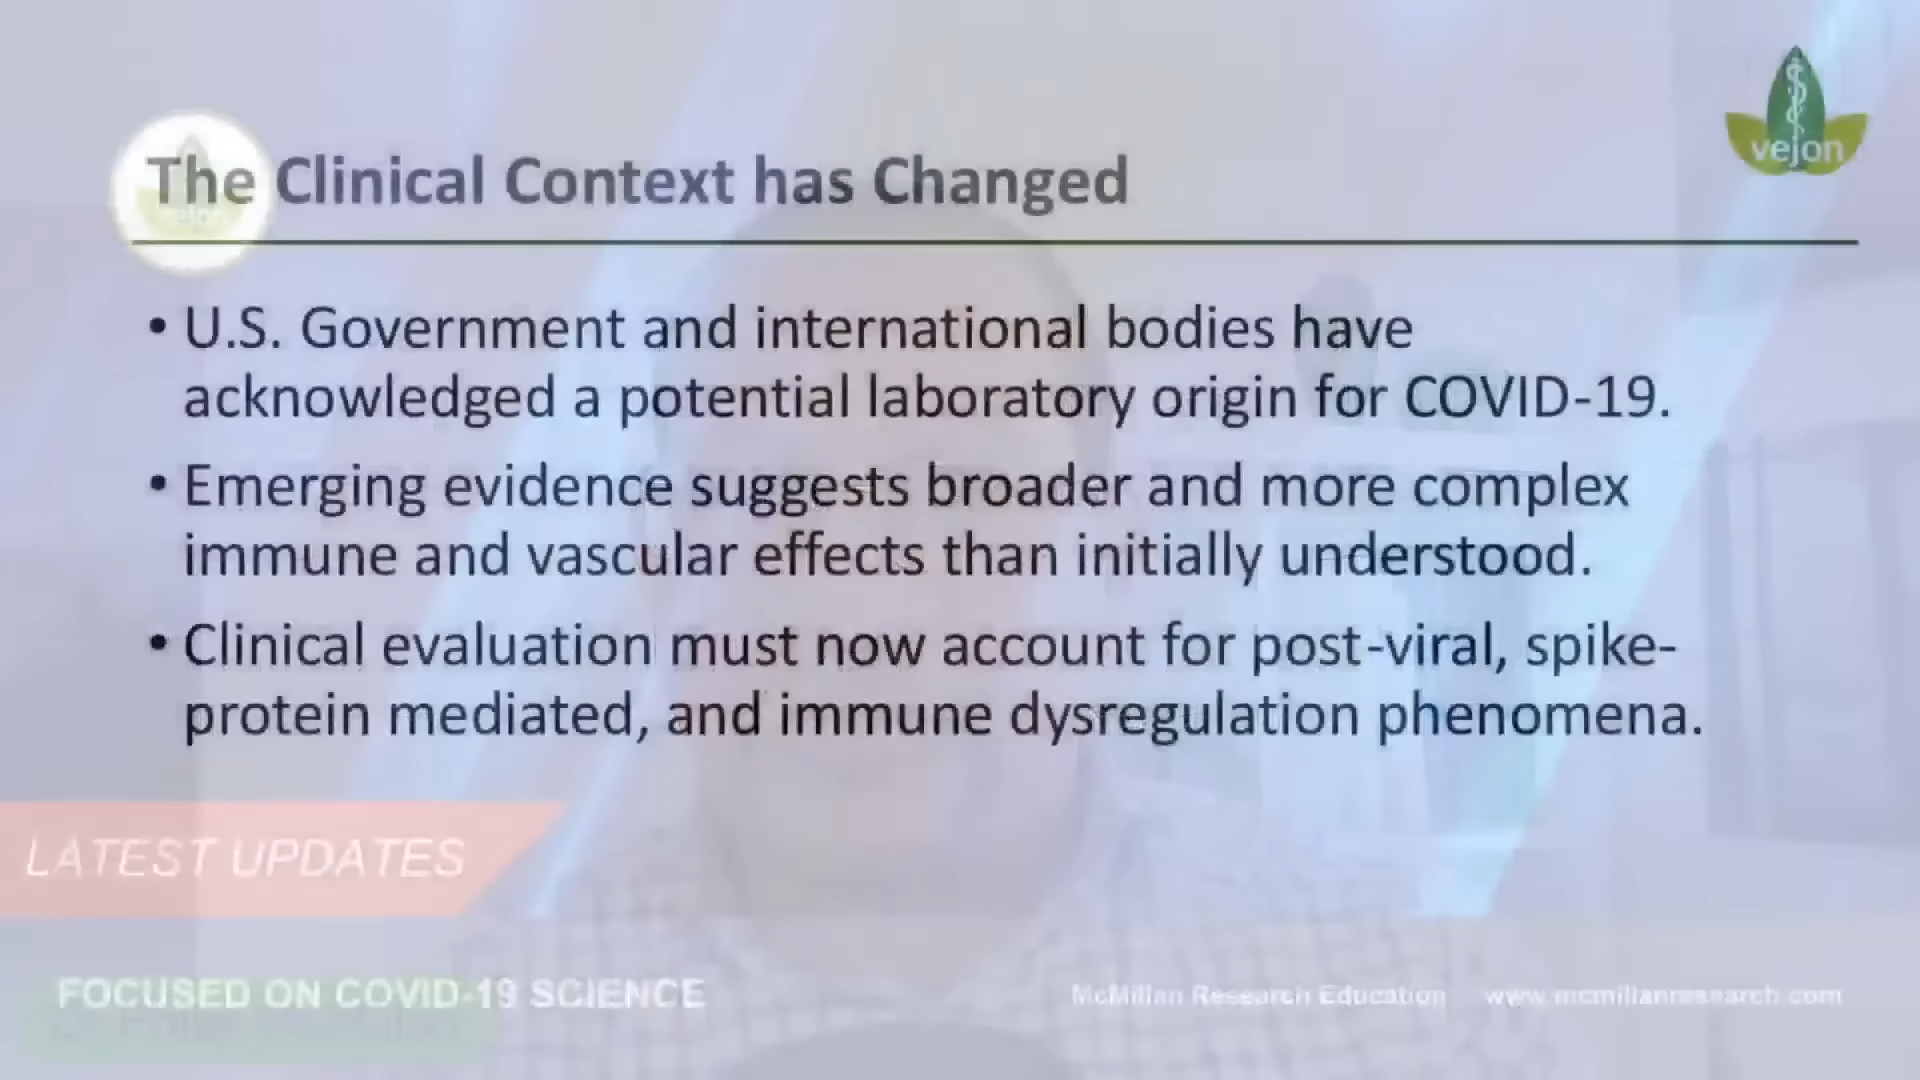 vejon
The Clinical Context has Changed
• U.S. Government and international bodies have
acknowledged a potential laboratory origin for COVID-19.
• Emerging evidence suggests broader and more complex
immune and vascular effects than initially understood.
• Clinical evaluation must now account for post-viral, spike-
protein mediated, and immune dysregulation phenomena.
LATEST UPDATES
FOCUSED ON COVID-19 SCIENCE
McMillan Research Education www.mcmillanresearch.com